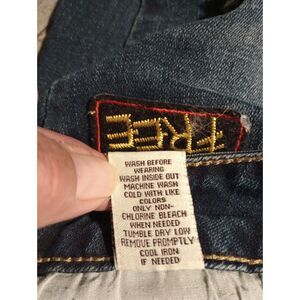 FREE
WASH BEFORE
WEARING
WASH INSIDE OUT
MACHINE WASH
COLD WITH LIKE
COLORS
ONLY NON-
CHLORINE BLEACH
WHEN NEEDED
TUMBLE DRY LOW
REMOVE PROMPTLY
COOL IRON
IF NEEDED